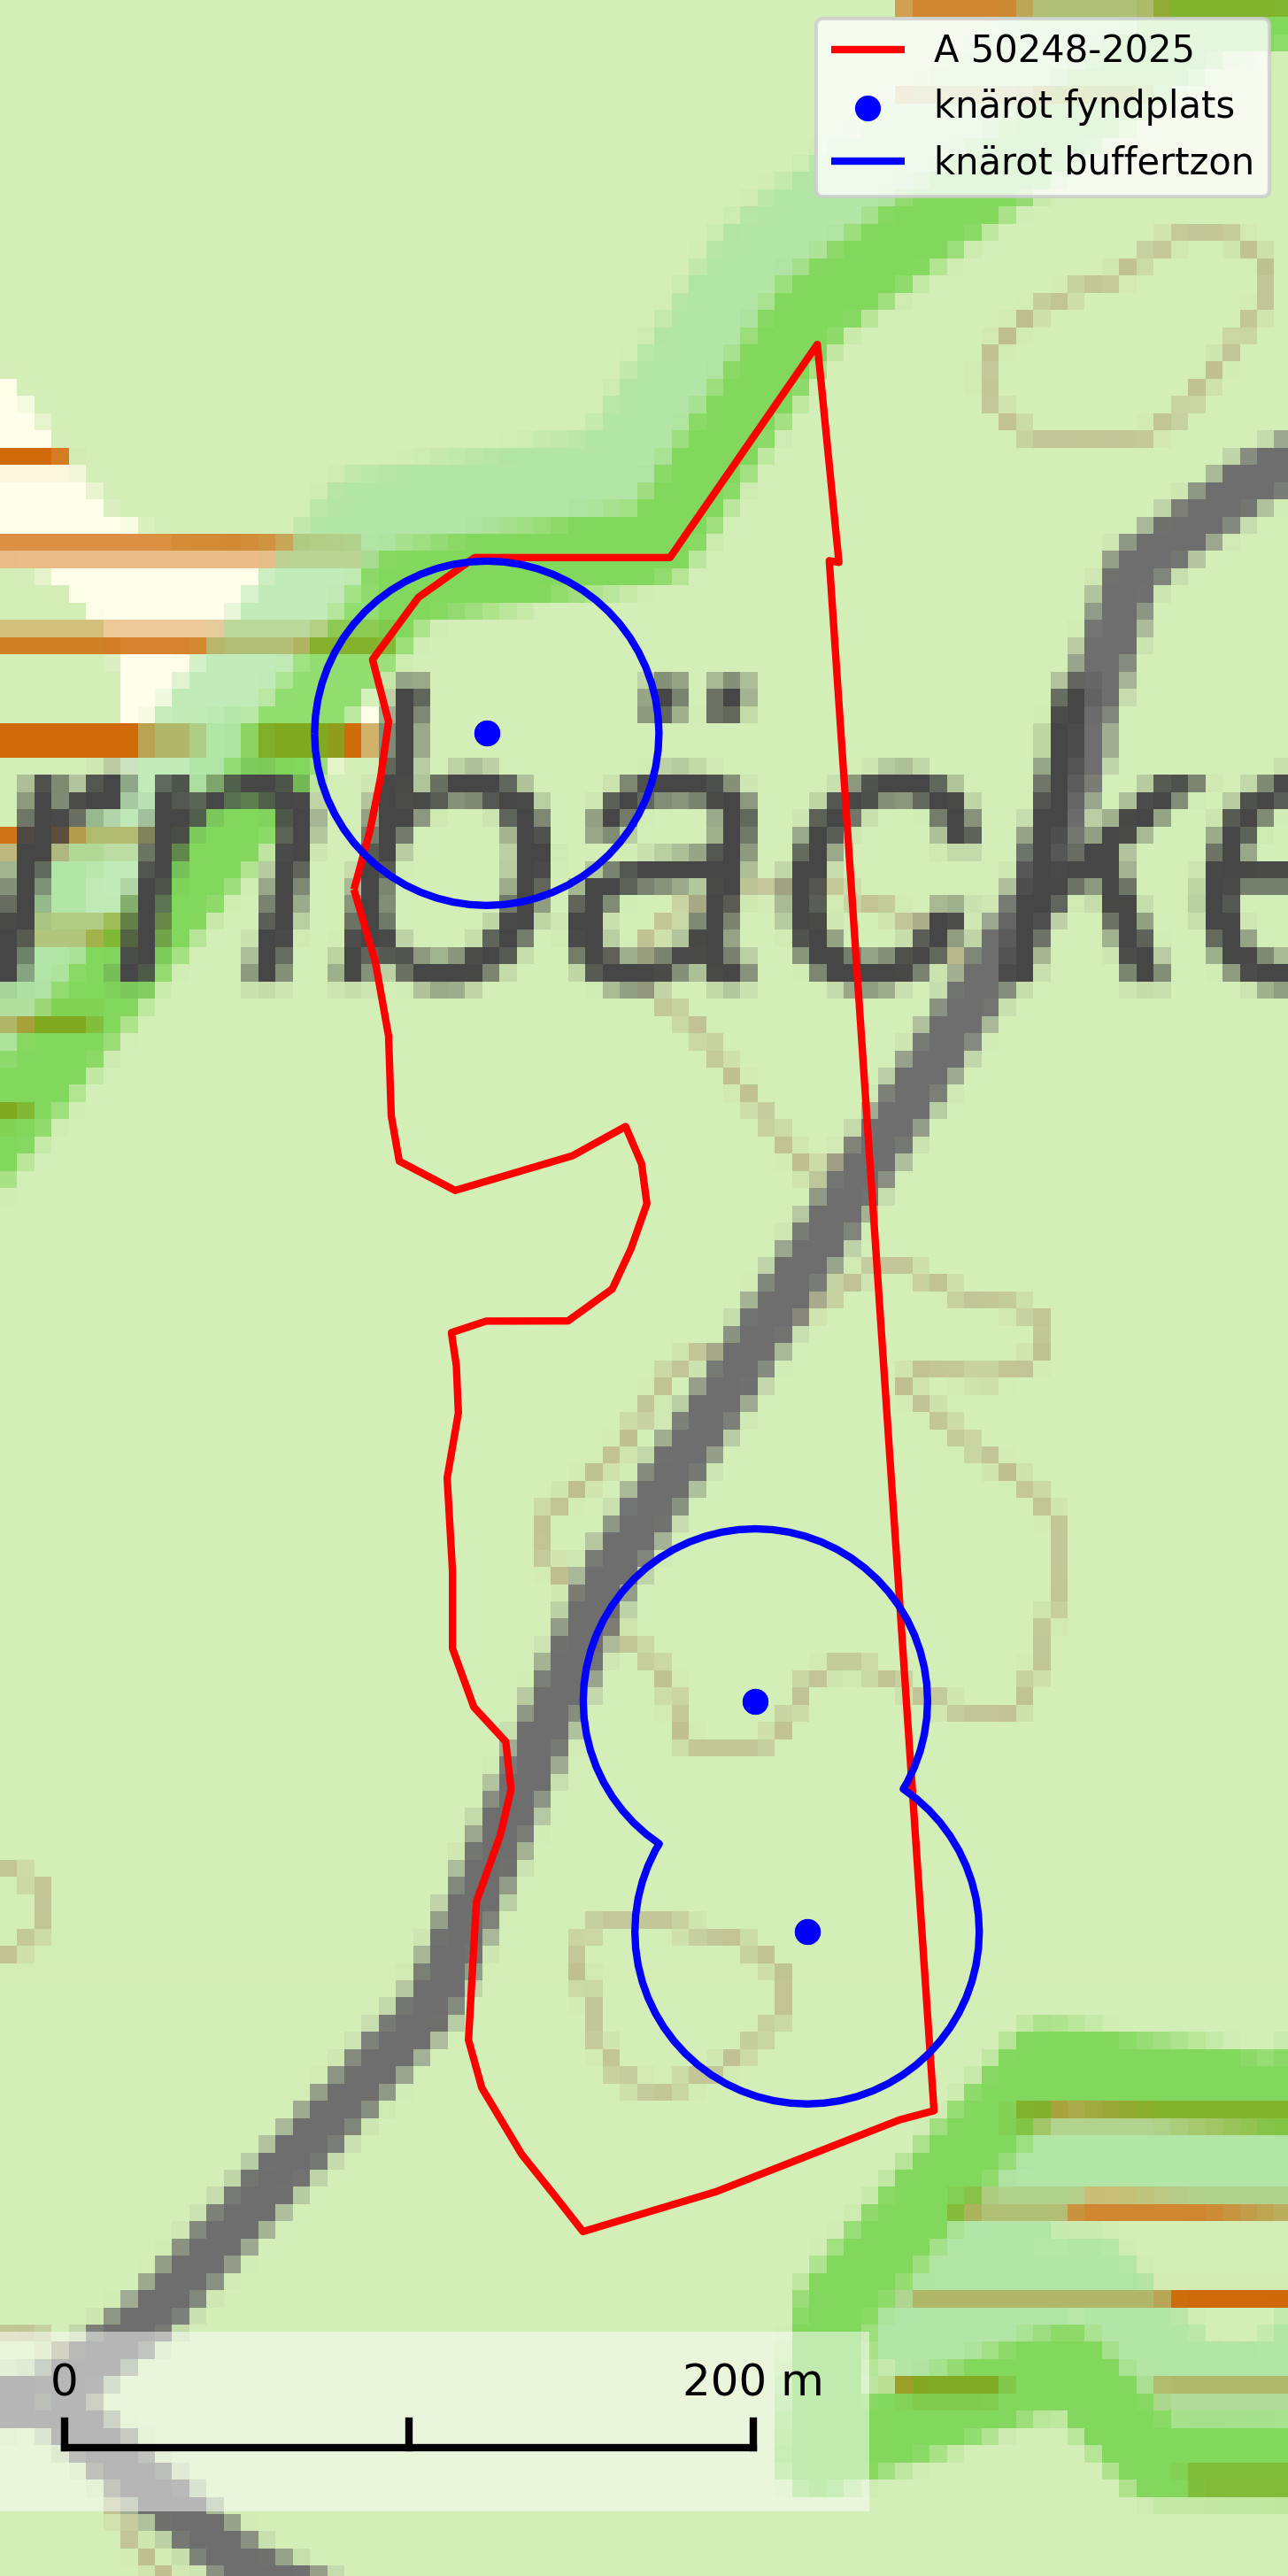 A 50248-2025
knärot fyndplats
knärot buffertzon
rnbäcke
0 200 m